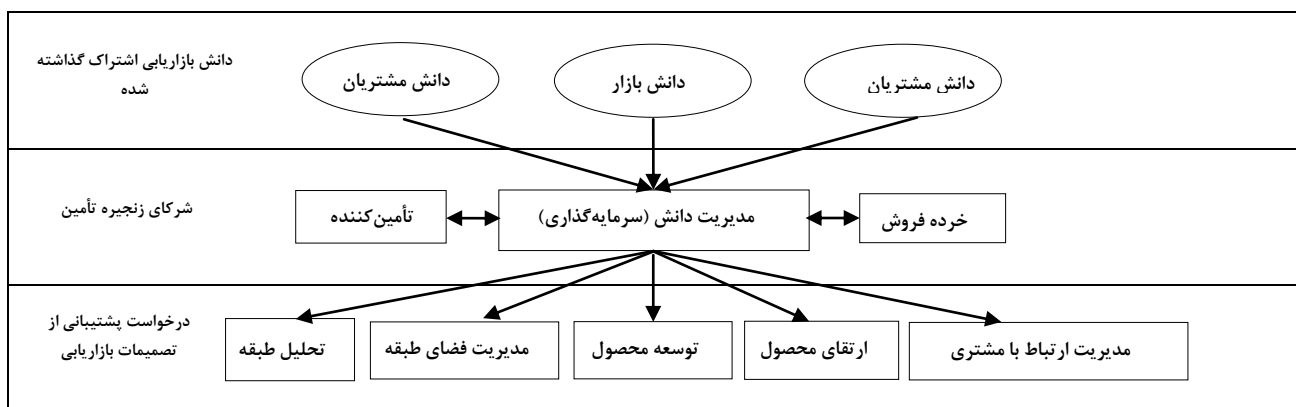 دانش بازاریابی اشتراک گذاشته
شده
دانش مشتریان
دانش بازار
دانش مشتریان
شرکای زنجیره تأمین
خرده فروش
مدیریت دانش (سرمایه‌گذاری)
تأمین‌کننده
درخواست پشتیبانی از
تصمیمات بازاریابی
مدیریت ارتباط با مشتری
ارتقای محصول
توسعه محصول
مدیریت فضای طبقه
تحلیل طبقه